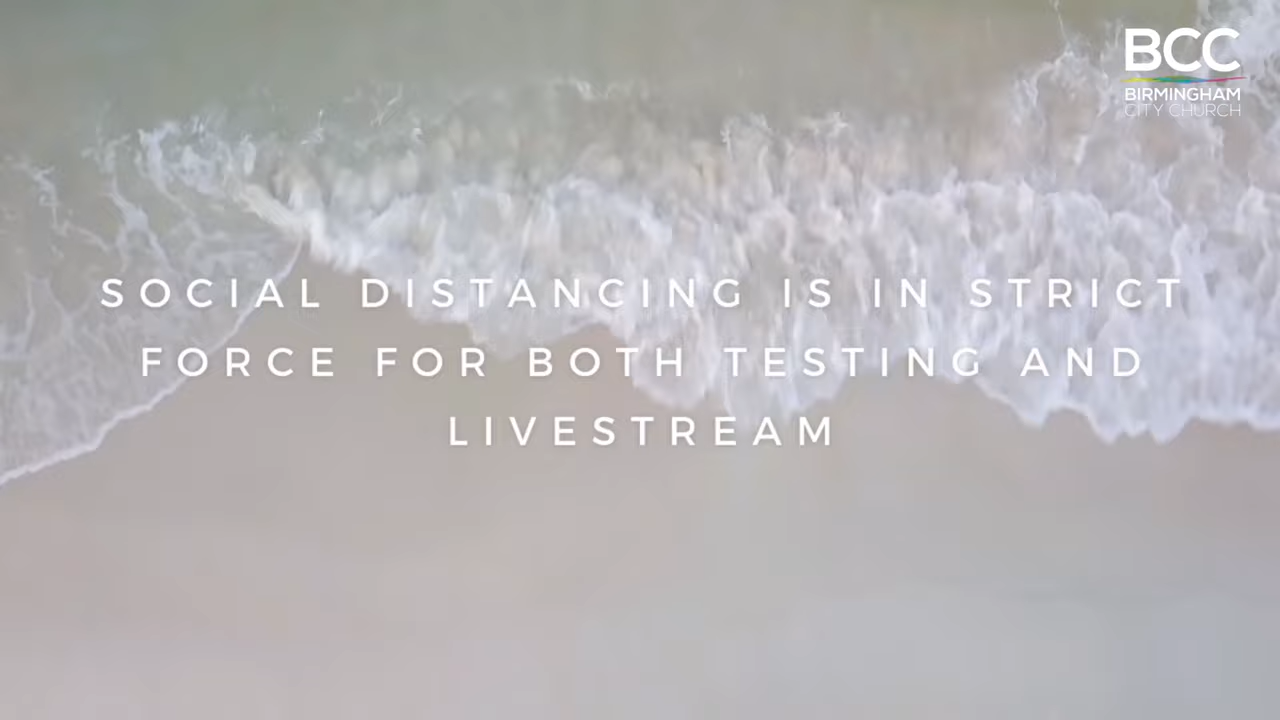 BCC
BIRMINGHAM
CITY CHURCH
SOCIAL DISTANCING IS IN STRICT
FORCE FOR BOTH TESTING AND
LIVESTREAM